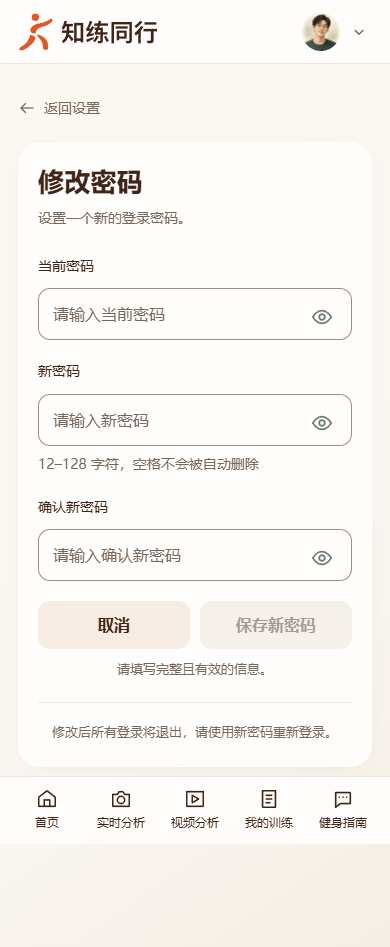 知练同行
返回设置
修改密码
设置一个新的登录密码。
当前密码
请输入当前密码
新密码
请输入新密码
12–128 字符，空格不会被自动删除
确认新密码
请输入确认新密码
取消 保存新密码
请填写完整且有效的信息。
修改后所有登录将退出，请使用新密码重新登录。
首页 实时分析 视频分析 我的训练 健身指南